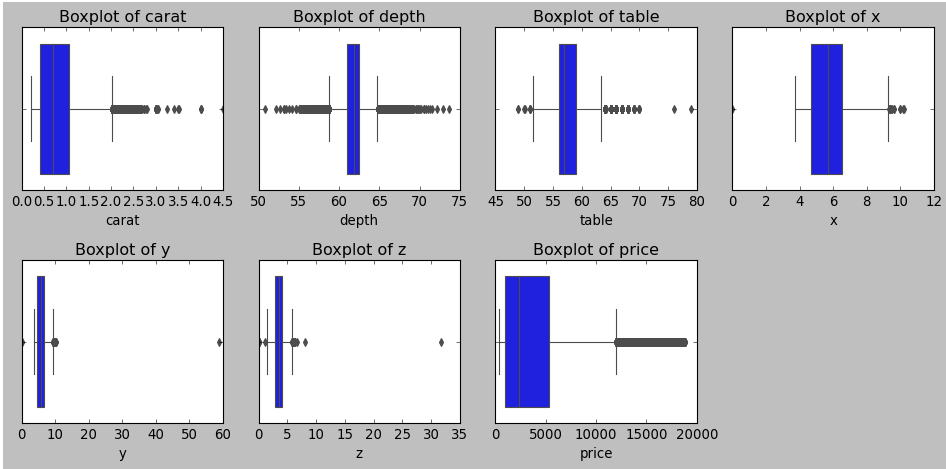 Boxplot of carat Boxplot of depth Boxplot of table Boxplot of x
0.0 0.5 1.0 1.5 2.0 2.5 3.0 3.5 4.0 4.5 50 55 60 65 70 75 45 50 55 60 65 70 75 80 0 2 4 6 8 10 12
carat depth table x
Boxplot of y Boxplot of z Boxplot of price
0 10 20 30 40 50 60 0 5 10 15 20 25 30 35 0 5000 10000 15000 20000
y z price